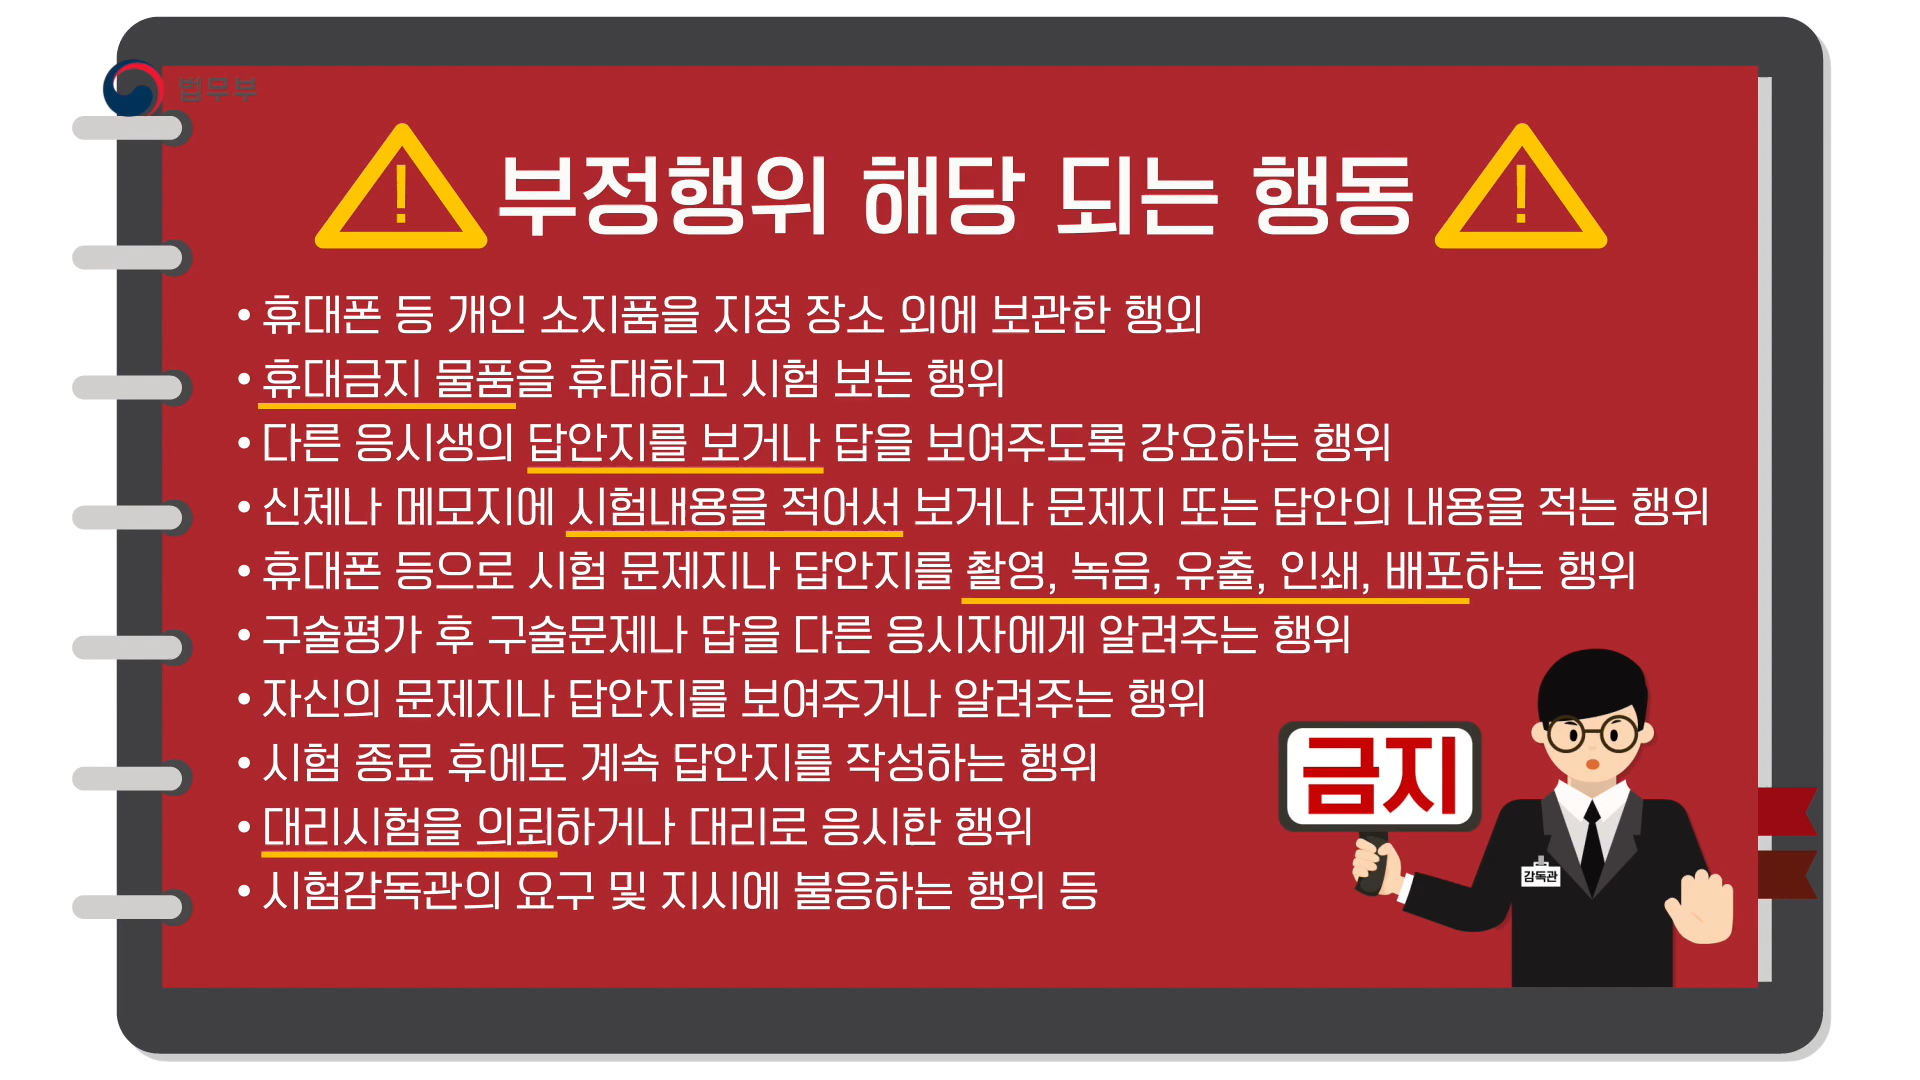 법무부
! 부정행위 해당 되는 행동 !
• 휴대폰 등 개인 소지품을 지정 장소 외에 보관한 행외
• 휴대금지 물품을 휴대하고 시험 보는 행위
• 다른 응시생의 답안지를 보거나 답을 보여주도록 강요하는 행위
• 신체나 메모지에 시험내용을 적어서 보거나 문제지 또는 답안의 내용을 적는 행위
• 휴대폰 등으로 시험 문제지나 답안지를 촬영, 녹음, 유출, 인쇄, 배포하는 행위
• 구술평가 후 구술문제나 답을 다른 응시자에게 알려주는 행위
• 자신의 문제지나 답안지를 보여주거나 알려주는 행위
• 시험 종료 후에도 계속 답안지를 작성하는 행위
• 대리시험을 의뢰하거나 대리로 응시한 행위
• 시험감독관의 요구 및 지시에 불응하는 행위 등
금지
감독관